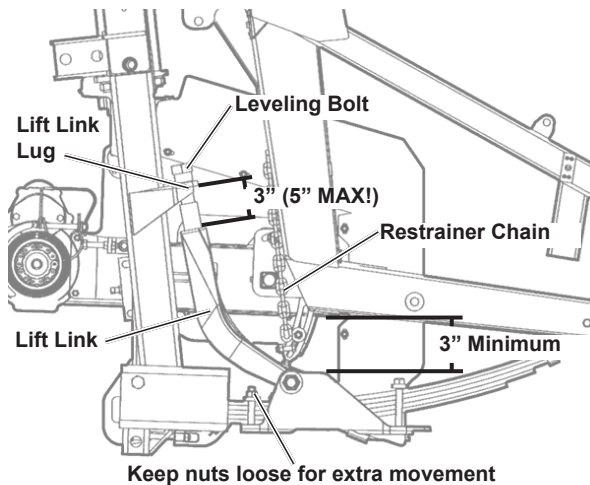 Leveling Bolt
Lift Link
Lug
3” (5” MAX!)
Restrainer Chain
Lift Link
3” Minimum
Keep nuts loose for extra movement